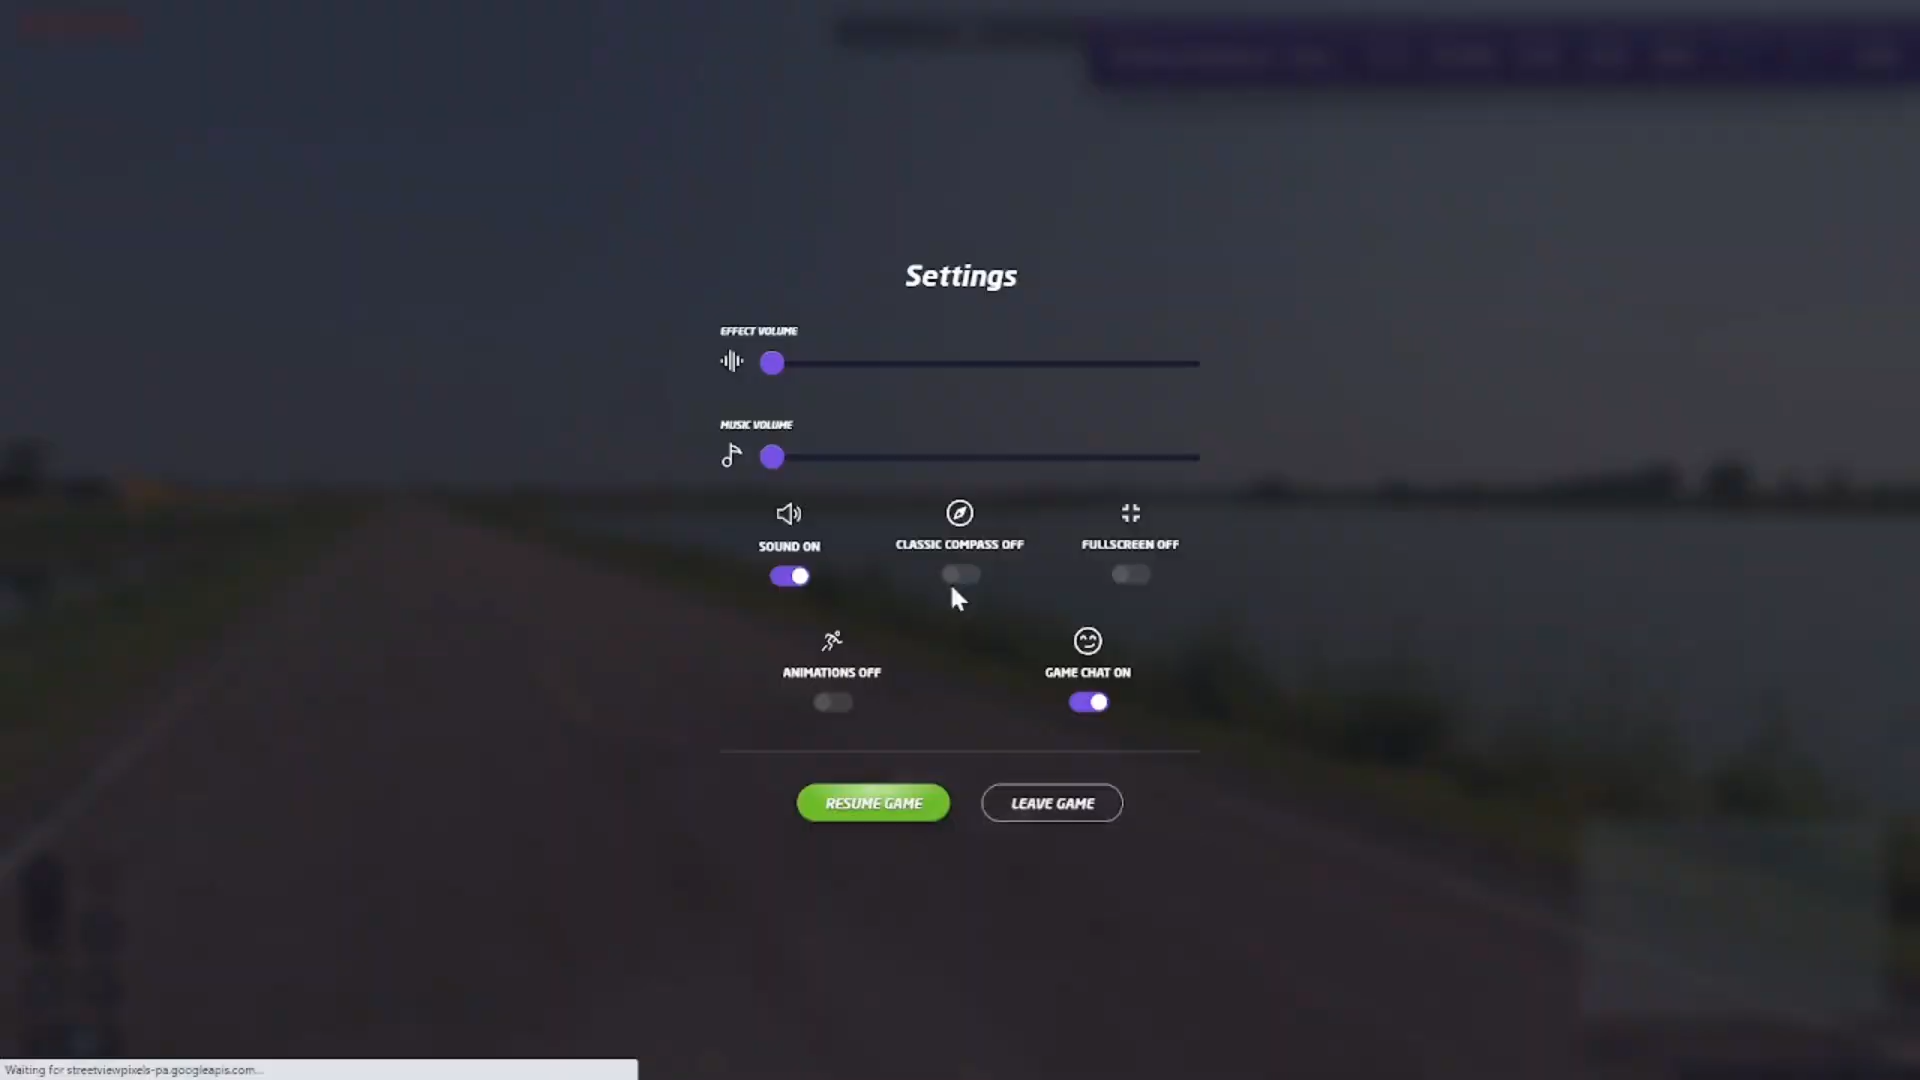 Settings
EFFECT VOLUME
MUSIC VOLUME
SOUND ON
CLASSIC COMPASS OFF
FULLSCREEN OFF
ANIMATIONS OFF
GAME CHAT ON
RESUME GAME
LEAVE GAME
Waiting for streetviewpixels-pa.googleapis.com...